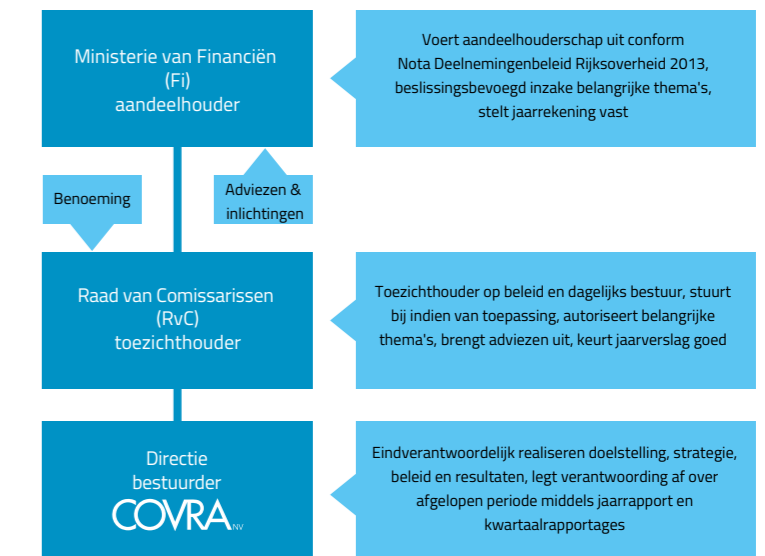 Ministerie van Financiën
(Fi)
aandeelhouder
Voert aandeelhouderschap uit conform
Nota Deelnemingenbeleid Rijksoverheid 2013,
beslissingsbevoegd inzake belangrijke thema's,
stelt jaarrekening vast
Benoeming
Adviezen &
inlichtingen
Raad van Comissarissen
(RvC)
toezichthouder
Toezichthouder op beleid en dagelijks bestuur, stuurt
bij indien van toepassing, autoriseert belangrijke
thema's, brengt adviezen uit, keurt jaarverslag goed
Directie
bestuurder
COVRA NV
Eindverantwoordelijk realiseren doelstelling, strategie,
beleid en resultaten, legt verantwoording af over
afgelopen periode middels jaarrapport en
kwartaalrapportages